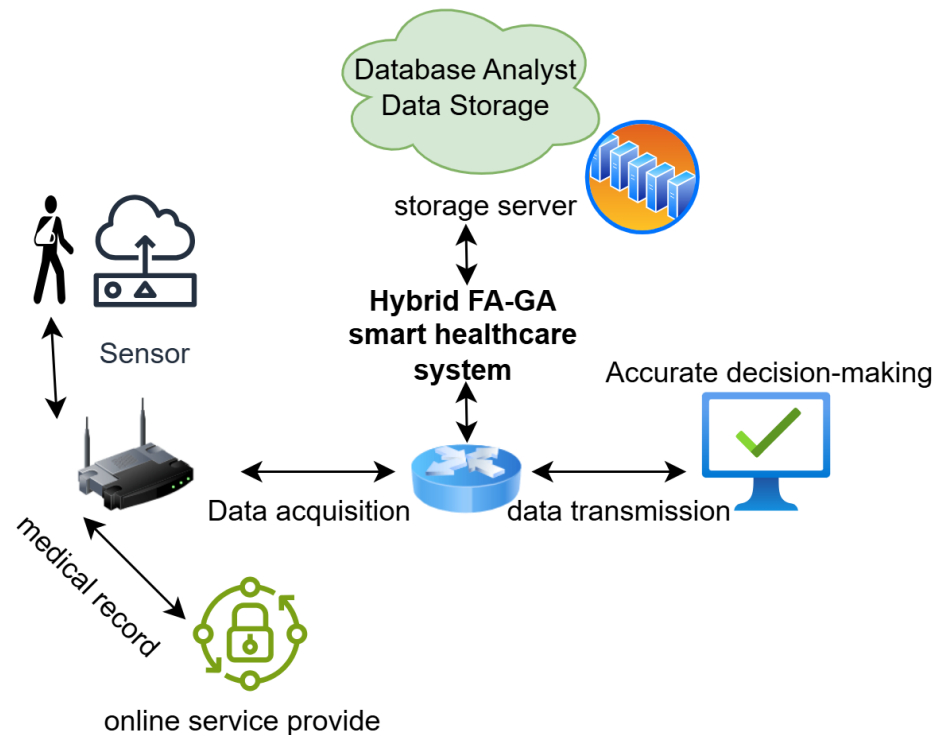 Database Analyst
Data Storage
storage server
Hybrid FA-GA
smart healthcare
system
Sensor
Accurate decision-making
Data acquisition
data transmission
medical record
online service provide